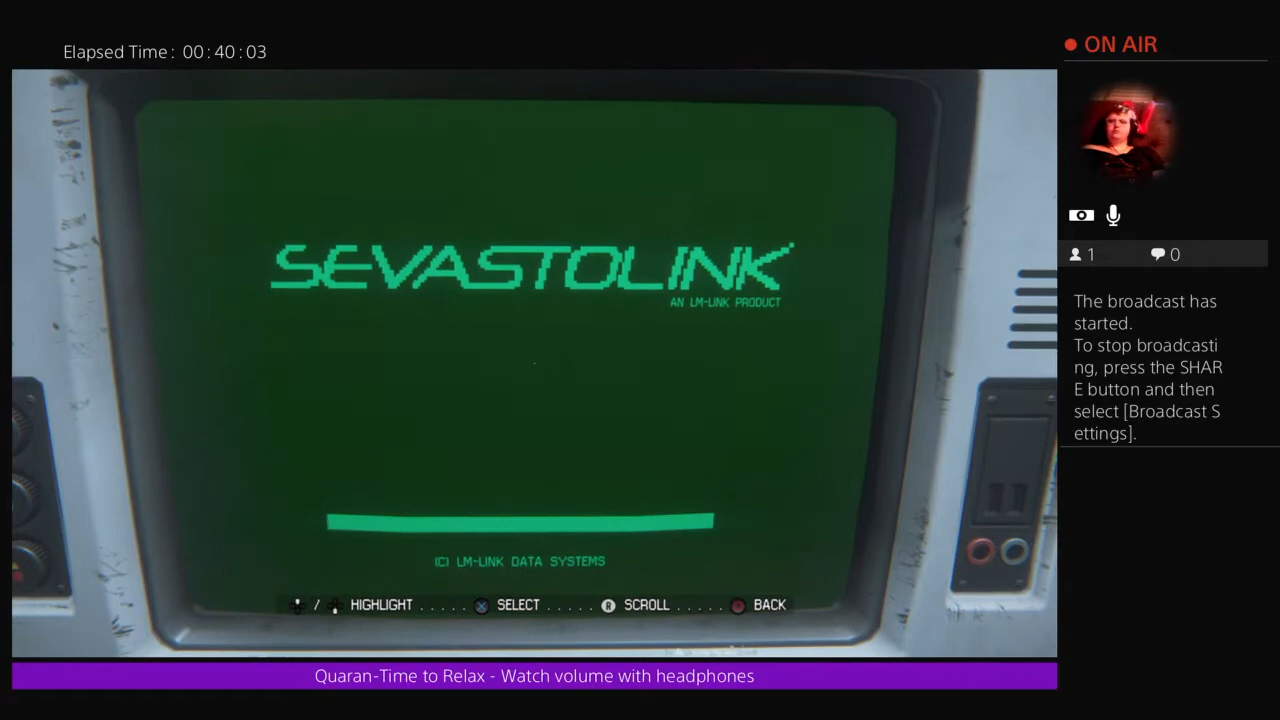 Elapsed Time: 00:40:03
ON AIR
SEVASTOLINK
AN LM-LINK PRODUCT
1
0
The broadcast has
started.
To stop broadcasti
ng, press the SHAR
E button and then
select [Broadcast S
ettings].
(C) LM-LINK DATA SYSTEMS
/ HIGHLIGHT ..... SELECT ..... R SCROLL ..... BACK
Quaran-Time to Relax - Watch volume with headphones